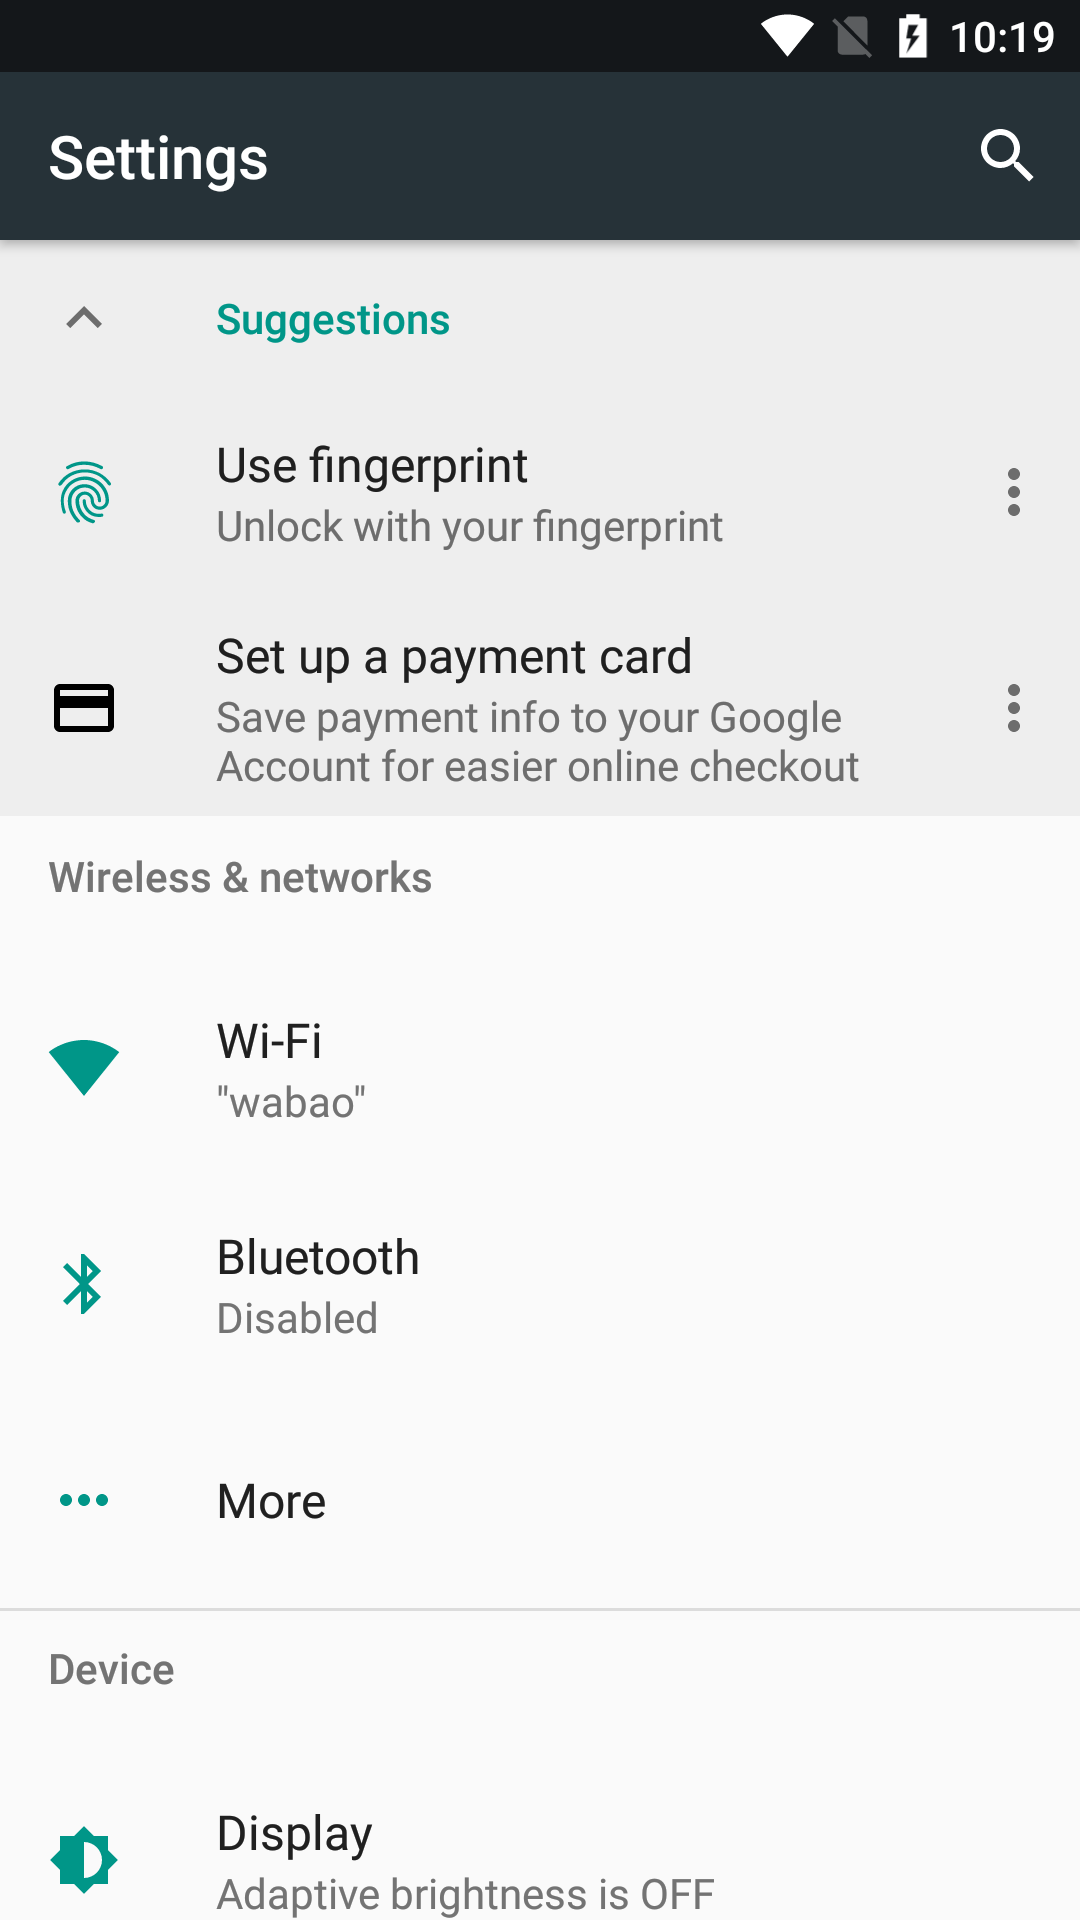 10:19
Settings
Suggestions
Use fingerprint
Unlock with your fingerprint
Set up a payment card
Save payment info to your Google
Account for easier online checkout
Wireless & networks
Wi-Fi
"wabao"
Bluetooth
Disabled
More
Device
Display
Adaptive brightness is OFF